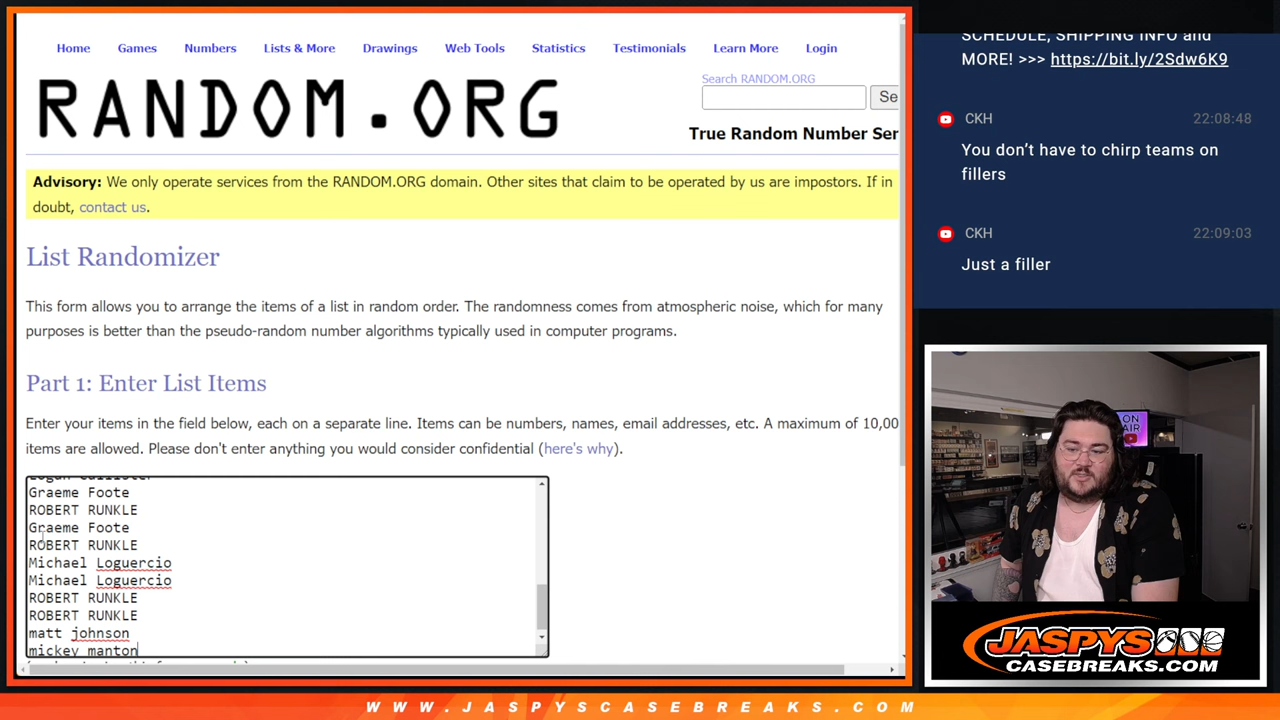 Home Games Numbers Lists & More Drawings Web Tools Statistics Testimonials Learn More Login
RANDOM.ORG
Search RANDOM.ORG
Se
True Random Number Ser
Advisory: We only operate services from the RANDOM.ORG domain. Other sites that claim to be operated by us are impostors. If in
doubt, contact us.
List Randomizer
This form allows you to arrange the items of a list in random order. The randomness comes from atmospheric noise, which for many
purposes is better than the pseudo-random number algorithms typically used in computer programs.
Part 1: Enter List Items
Enter your items in the field below, each on a separate line. Items can be numbers, names, email addresses, etc. A maximum of 10,00
items are allowed. Please don't enter anything you would consider confidential (here's why).
Graeme Foote
ROBERT RUNKLE
Graeme Foote
ROBERT RUNKLE
Michael Loguercio
Michael Loguercio
ROBERT RUNKLE
ROBERT RUNKLE
matt johnson
mickey manton
SCHEDULE, SHIPPING INFO and
MORE! >>> https://bit.ly/2Sdw6K9
CKH 22:08:48
You don’t have to chirp teams on
fillers
CKH 22:09:03
Just a filler
ON
AIR
JASPYS
CASEBREAKS.COM
WWW.JASPYSCASEBREAKS.COM